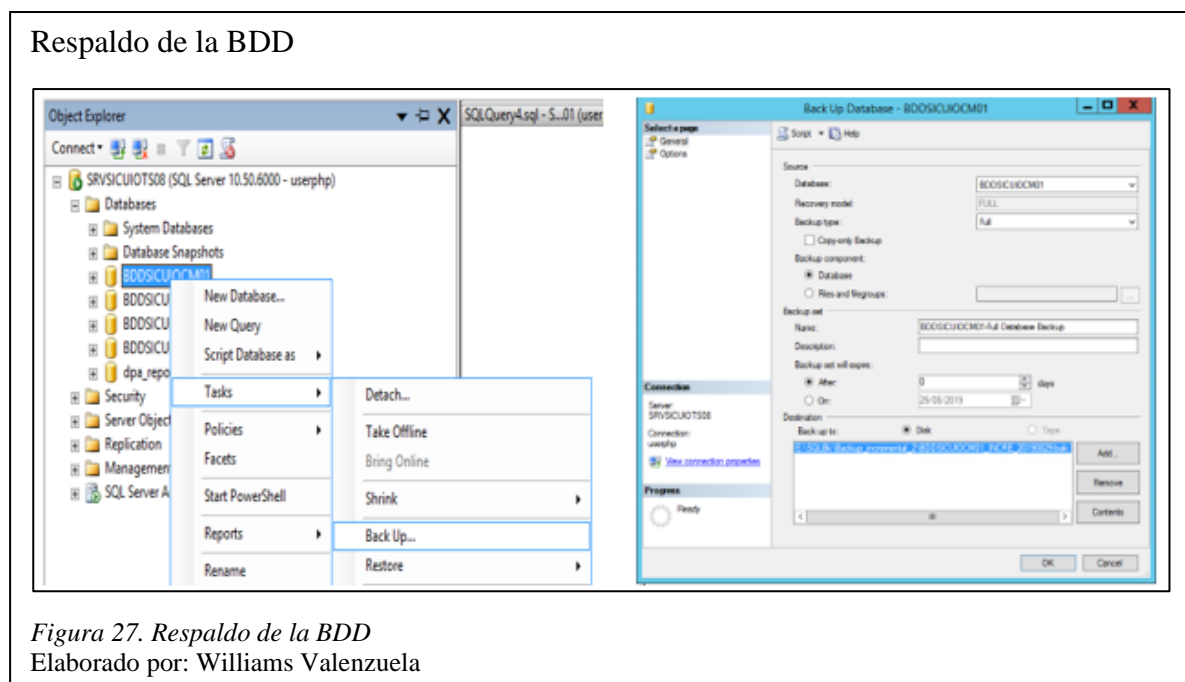 Respaldo de la BDD
Object Explorer
SQLQuery4.sql - S...01 (user
Connect
SRVSICUIOTS08 (SQL Server 10.50.6000 - userphp)
Databases
System Databases
Database Snapshots
BDDSICUIOCM01
BDDSICU
BDDSICU
BDDSICU
dpa_repo
Security
Server Object
Replication
Management
SQL Server A
New Database...
New Query
Script Database as
Tasks
Policies
Facets
Start PowerShell
Reports
Rename
Detach...
Take Offline
Bring Online
Shrink
Back Up...
Restore
Back Up Database - BDDSICUIOCM01
Select a page
General
Options
Script
Help
Source
Database:
BDDSICUIOCM01
Recovery model:
FULL
Backup type:
Full
Copy-only Backup
Backup component:
Database
Files and filegroups:
...
Backup set
Name:
BDDSICUIOCM01-Full Database Backup
Description:
Backup set will expire:
After:
0
days
On:
29/08/2019
Destination
Back up to:
Disk
Tape
Add...
Remove
Contents
Connection
Server:
SRVSICUIOTS08
Connection:
userphp
View connection properties
Progress
Ready
OK
Cancel
Figura 27. Respaldo de la BDD
Elaborado por: Williams Valenzuela